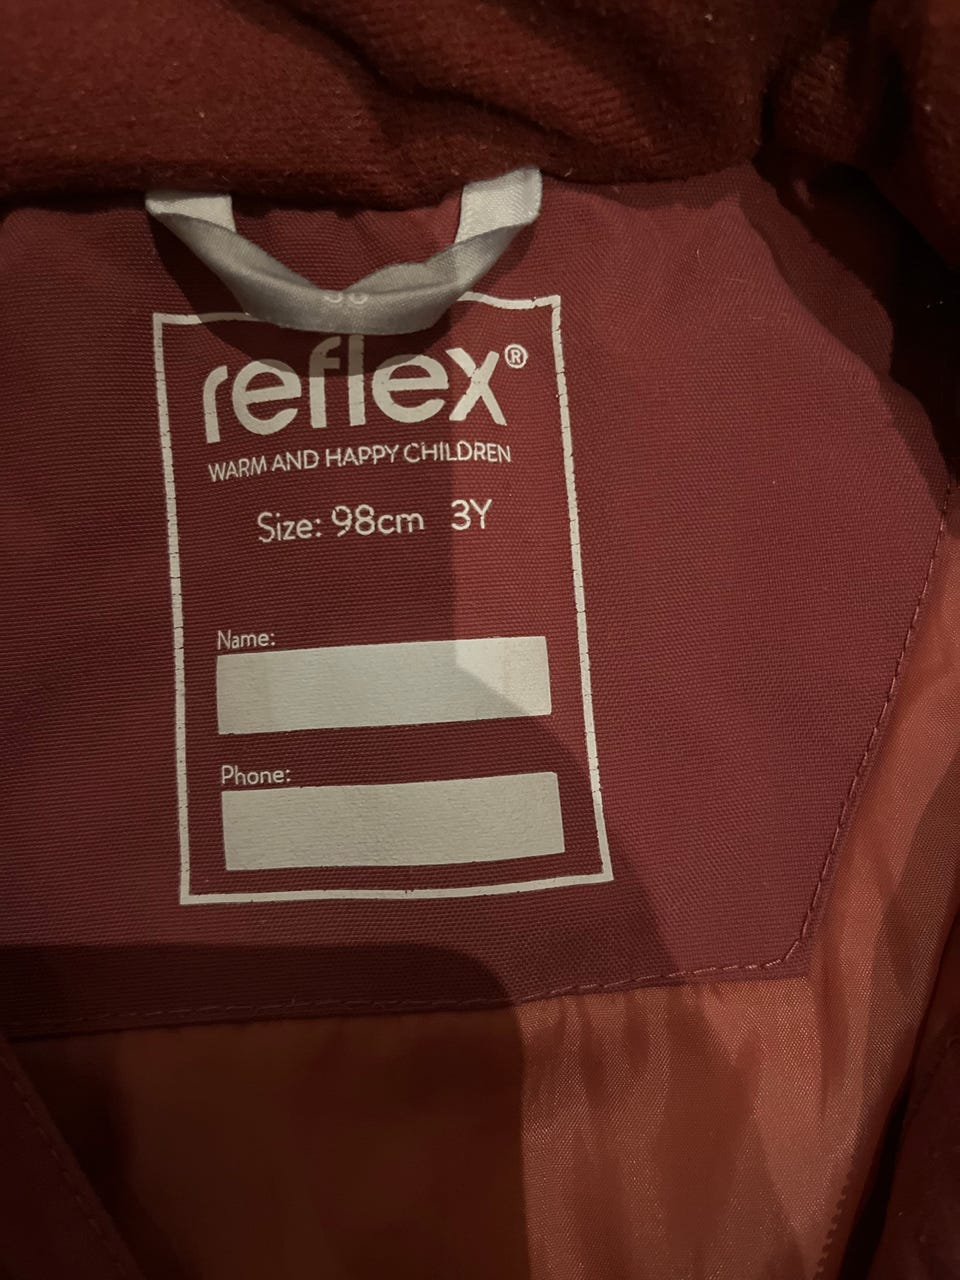 reflex®
WARM AND HAPPY CHILDREN
Size: 98cm 3Y
Name:
Phone: